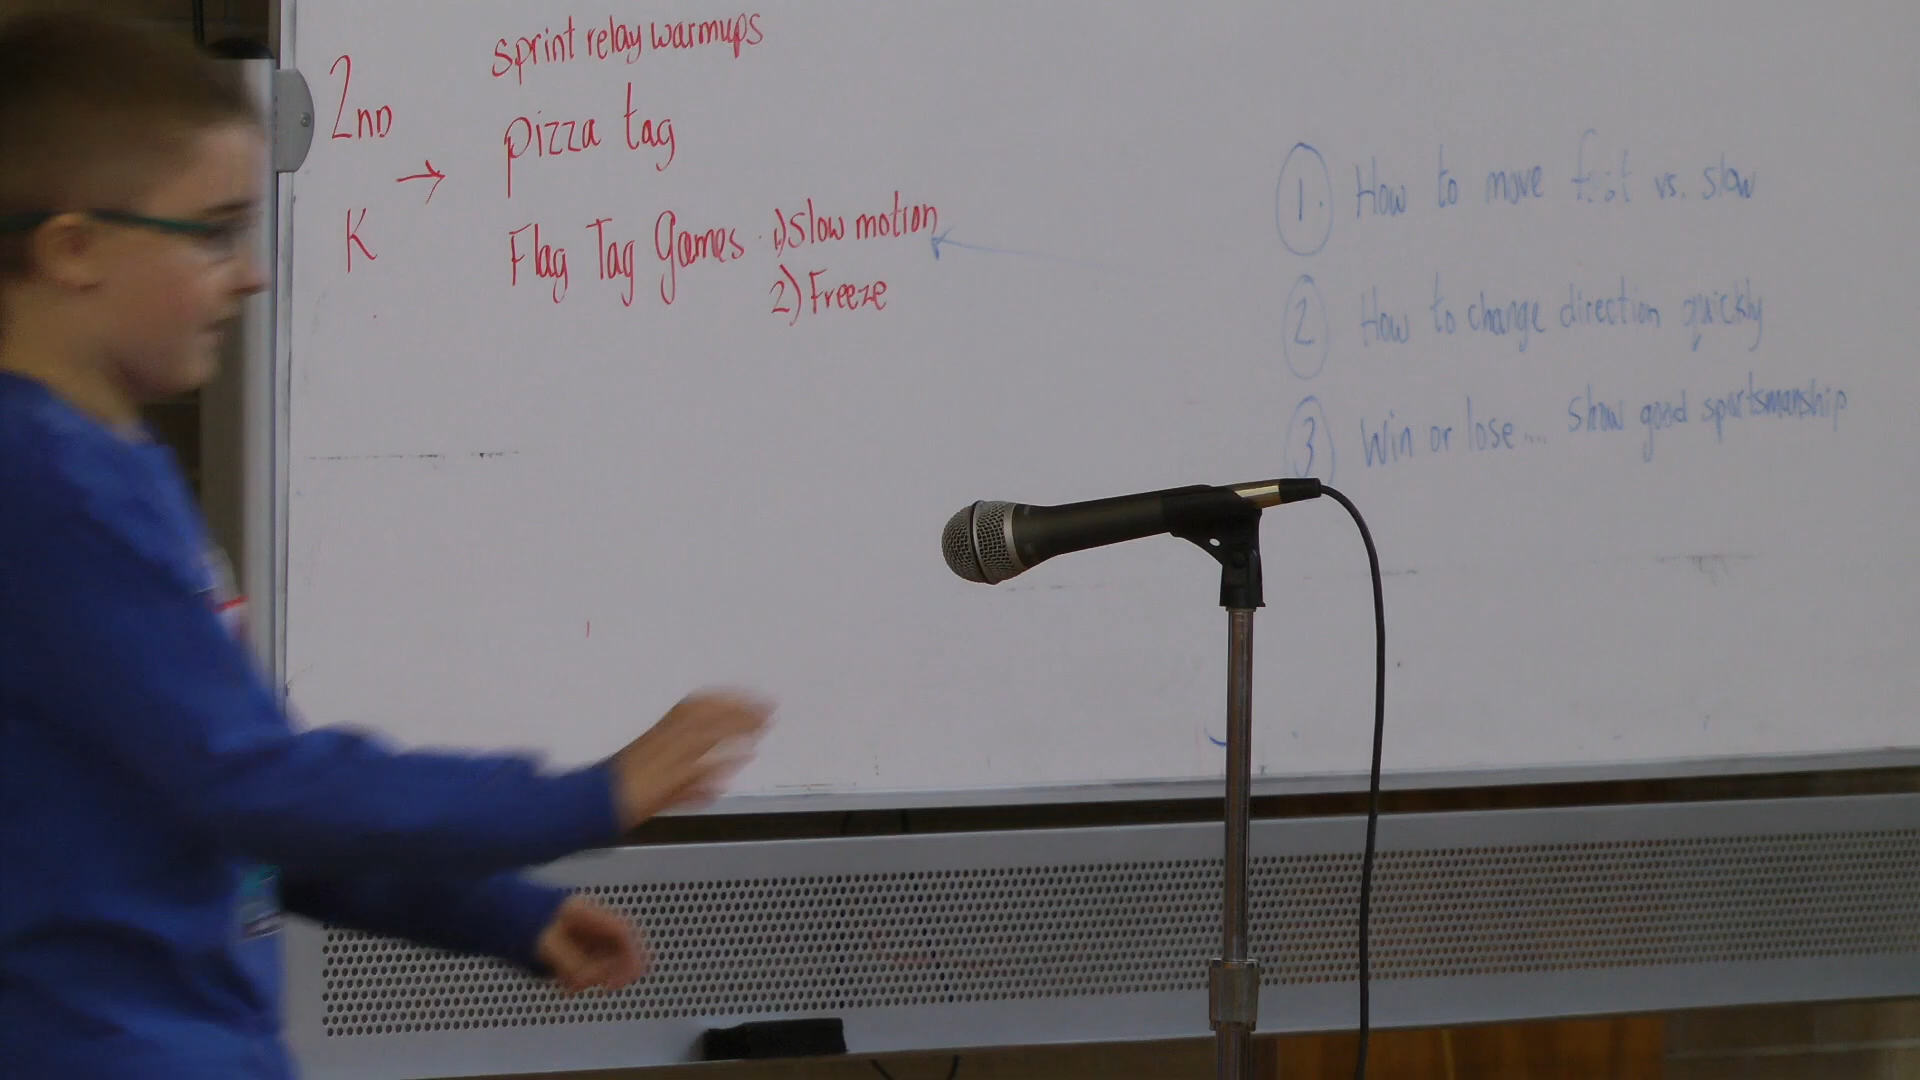 sprint relay warmups
2nd
pizza tag
→
K
Flag Tag Games 1) Slow motion
2) Freeze
1. How to move fast vs. slow
2 How to change direction quickly
3 Win or lose.... Show good sportsmanship